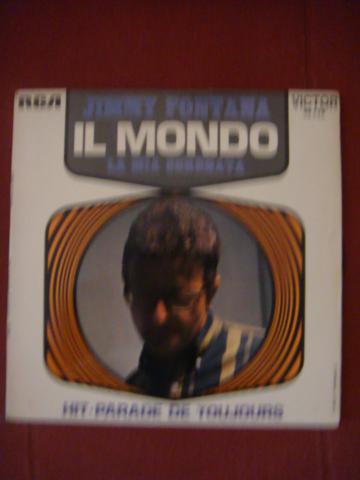 RCA
VICTOR
JIMMY FONTANA
IL MONDO
LA MIA SERENATA
HIT-PARADE DE TOUJOURS